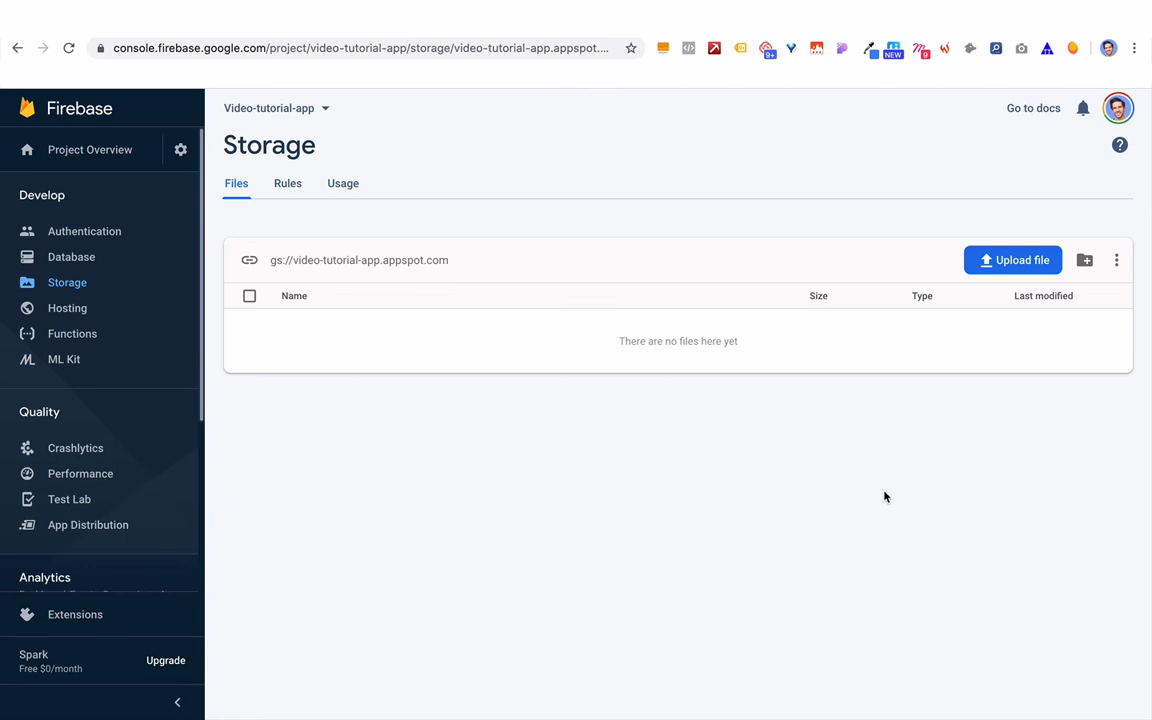 console.firebase.google.com/project/video-tutorial-app/storage/video-tutorial-app.appspot....
9+
NEW
9
Firebase
Video-tutorial-app
Go to docs
Project Overview
Storage
Files
Rules
Usage
Develop
Authentication
Database
Storage
Hosting
Functions
ML Kit
gs://video-tutorial-app.appspot.com
Upload file
Name
Size
Type
Last modified
There are no files here yet
Quality
Crashlytics
Performance
Test Lab
App Distribution
Analytics
Extensions
Spark
Free $0/month
Upgrade